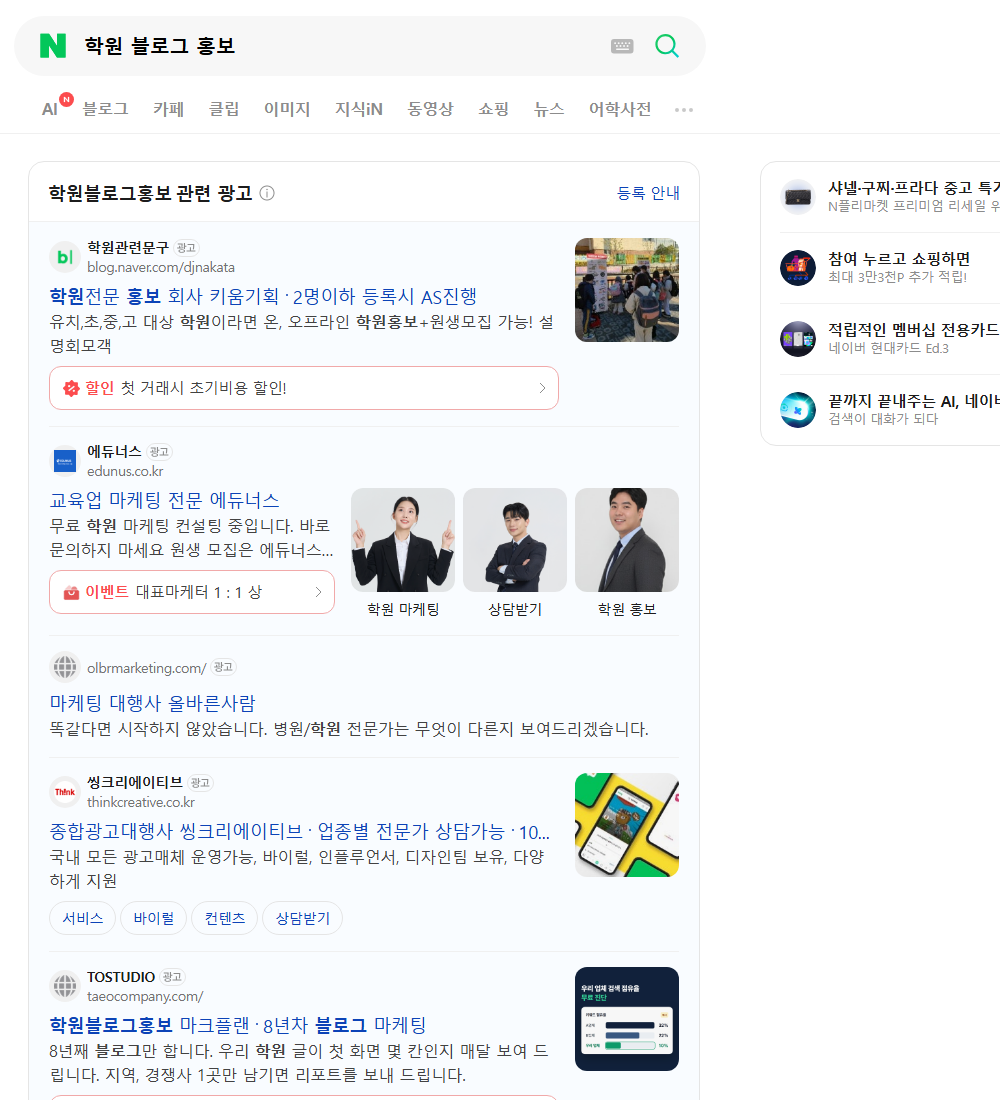 N 학원 블로그 홍보
AI N 블로그 카페 클립 이미지 지식iN 동영상 쇼핑 뉴스 어학사전
학원블로그홍보 관련 광고
등록 안내
bl 학원관련문구 광고
blog.naver.com/djnakata
학원전문 홍보 회사 키움기획 · 2명이하 등록시 AS진행
유치,초,중,고 대상 학원이라면 온, 오프라인 학원홍보+원생모집 가능! 설
명회모객
할인 첫 거래시 초기비용 할인!
에듀너스 광고
edunus.co.kr
교육업 마케팅 전문 에듀너스
무료 학원 마케팅 컨설팅 중입니다. 바로
문의하지 마세요 원생 모집은 에듀너스...
이벤트 대표마케터 1 : 1 상
학원 마케팅
상담받기
학원 홍보
olbrmarketing.com/ 광고
마케팅 대행사 올바른사람
똑같다면 시작하지 않았습니다. 병원/학원 전문가는 무엇이 다른지 보여드리겠습니다.
Think 씽크리에이티브 광고
thinkcreative.co.kr
종합광고대행사 씽크리에이티브 · 업종별 전문가 상담가능 · 10...
국내 모든 광고매체 운영가능, 바이럴, 인플루언서, 디자인팀 보유, 다양
하게 지원
서비스 바이럴 컨텐츠 상담받기
TOSTUDIO 광고
taeocompany.com/
학원블로그홍보 마크플랜 · 8년차 블로그 마케팅
8년째 블로그만 합니다. 우리 학원 글이 첫 화면 몇 칸인지 매달 보여 드
립니다. 지역, 경쟁사 1곳만 남기면 리포트를 보내 드립니다.
우리 업체 검색 점유율
무료 진단
샤넬·구찌·프라다 중고 특가
N플리마켓 프리미엄 리세일 위
참여 누르고 쇼핑하면
최대 3만3천P 추가 적립!
적립적인 멤버십 전용카드
네이버 현대카드 Ed.3
끝까지 끝내주는 AI, 네이버
검색이 대화가 되다